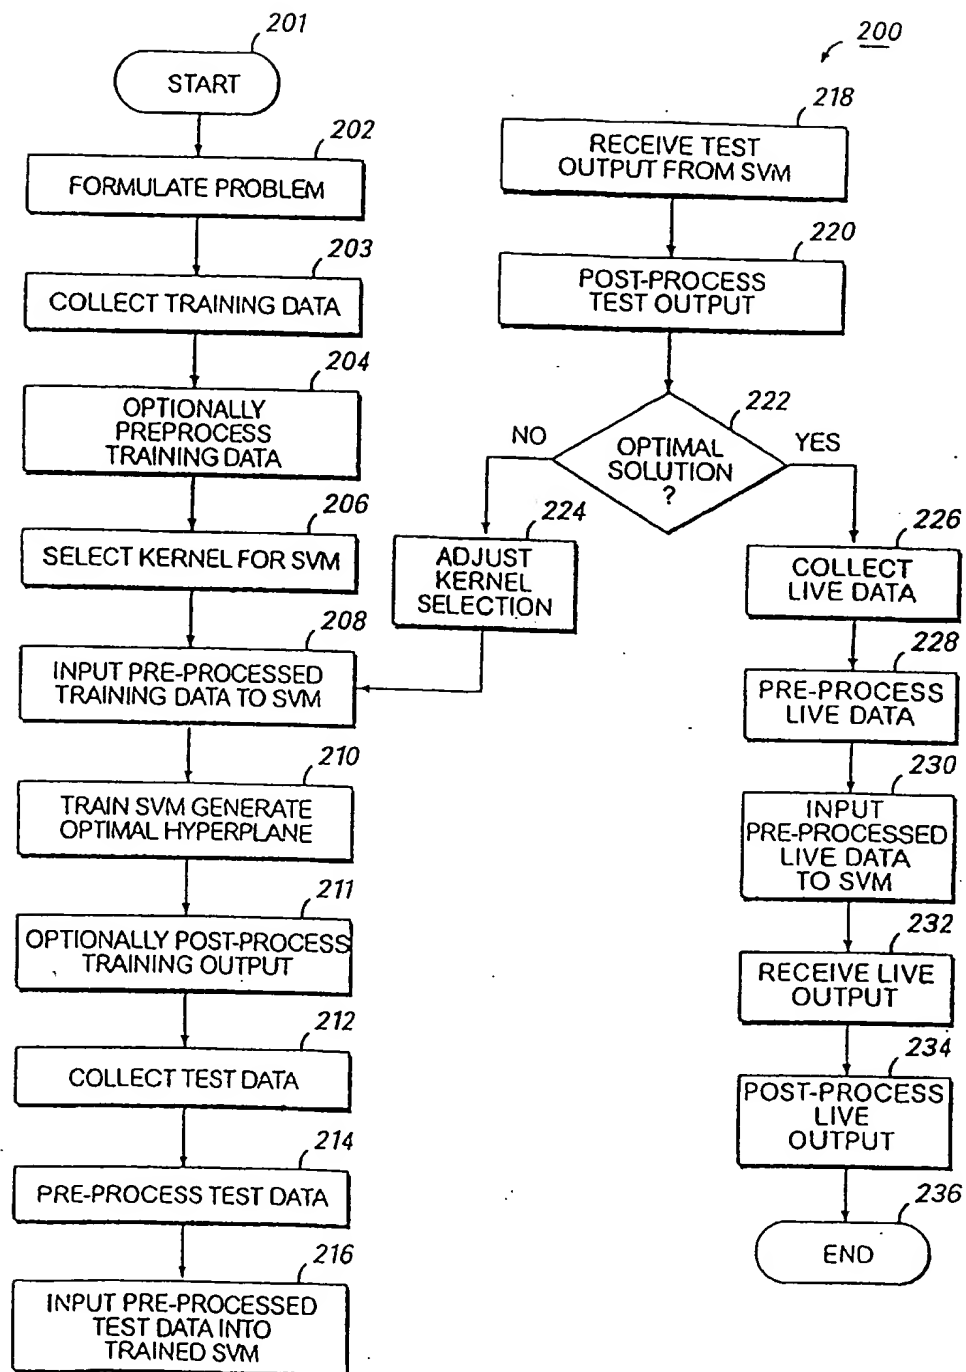 200
201
START
202
FORMULATE PROBLEM
203
COLLECT TRAINING DATA
204
OPTIONALLY
PREPROCESS
TRAINING DATA
206
SELECT KERNEL FOR SVM
208
INPUT PRE-PROCESSED
TRAINING DATA TO SVM
210
TRAIN SVM GENERATE
OPTIMAL HYPERPLANE
211
OPTIONALLY POST-PROCESS
TRAINING OUTPUT
212
COLLECT TEST DATA
214
PRE-PROCESS TEST DATA
216
INPUT PRE-PROCESSED
TEST DATA INTO
TRAINED SVM
218
RECEIVE TEST
OUTPUT FROM SVM
220
POST-PROCESS
TEST OUTPUT
222
OPTIMAL
SOLUTION
?
NO
YES
224
ADJUST
KERNEL
SELECTION
226
COLLECT
LIVE DATA
228
PRE-PROCESS
LIVE DATA
230
INPUT
PRE-PROCESSED
LIVE DATA
TO SVM
232
RECEIVE LIVE
OUTPUT
234
POST-PROCESS
LIVE
OUTPUT
236
END